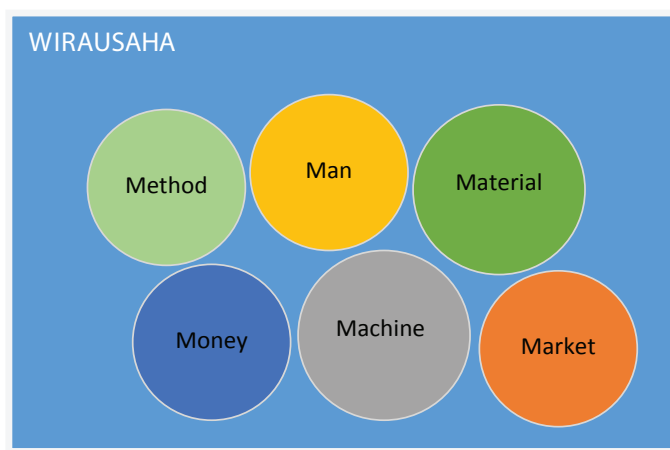 WIRAUSAHA
Method
Man
Material
Money
Machine
Market